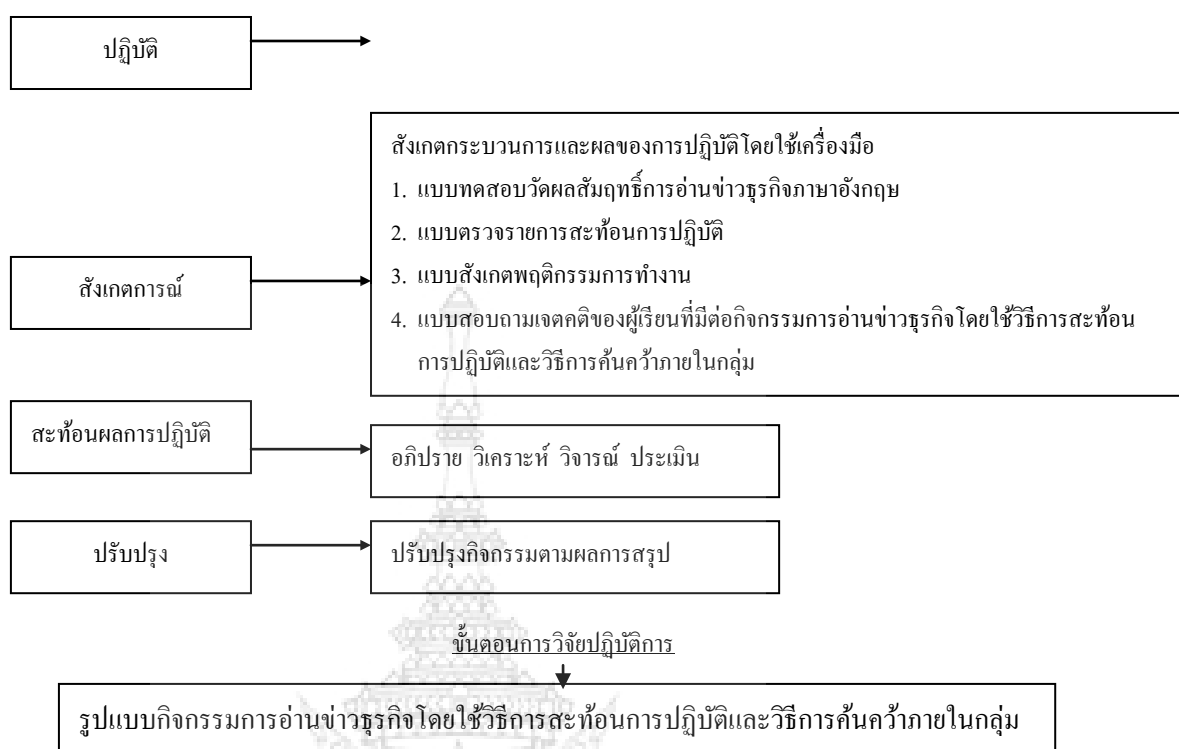 ปฏิบัติ
สังเกตกระบวนการและผลของการปฏิบัติโดยใช้เครื่องมือ
1. แบบทดสอบวัดผลสัมฤทธิ์การอ่านข่าวธุรกิจภาษาอังกฤษ
2. แบบตรวจรายการสะท้อนการปฏิบัติ
3. แบบสังเกตพฤติกรรมการทำงาน
4. แบบสอบถามเจตคติของผู้เรียนที่มีต่อกิจกรรมการอ่านข่าวธุรกิจโดยใช้วิธีการสะท้อน
การปฏิบัติและวิธีการค้นคว้าภายในกลุ่ม
สังเกตการณ์
สะท้อนผลการปฏิบัติ
อภิปราย วิเคราะห์ วิจารณ์ ประเมิน
ปรับปรุง
ปรับปรุงกิจกรรมตามผลการสรุป
ขั้นตอนการวิจัยปฏิบัติการ
รูปแบบกิจกรรมการอ่านข่าวธุรกิจโดยใช้วิธีการสะท้อนการปฏิบัติและวิธีการค้นคว้าภายในกลุ่ม